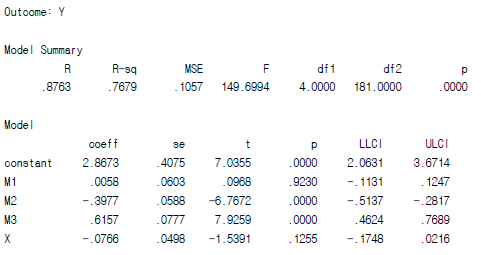 Outcome: Y
Model Summary
R R-sq MSE F df1 df2 p
.8763 .7679 .1057 149.6994 4.0000 181.0000 .0000
Model
coeff se t p LLCI ULCI
constant 2.8673 .4075 7.0355 .0000 2.0631 3.6714
M1 .0058 .0603 .0968 .9230 -.1131 .1247
M2 -.3977 .0588 -6.7672 .0000 -.5137 -.2817
M3 .6157 .0777 7.9259 .0000 .4624 .7689
X -.0766 .0498 -1.5391 .1255 -.1748 .0216